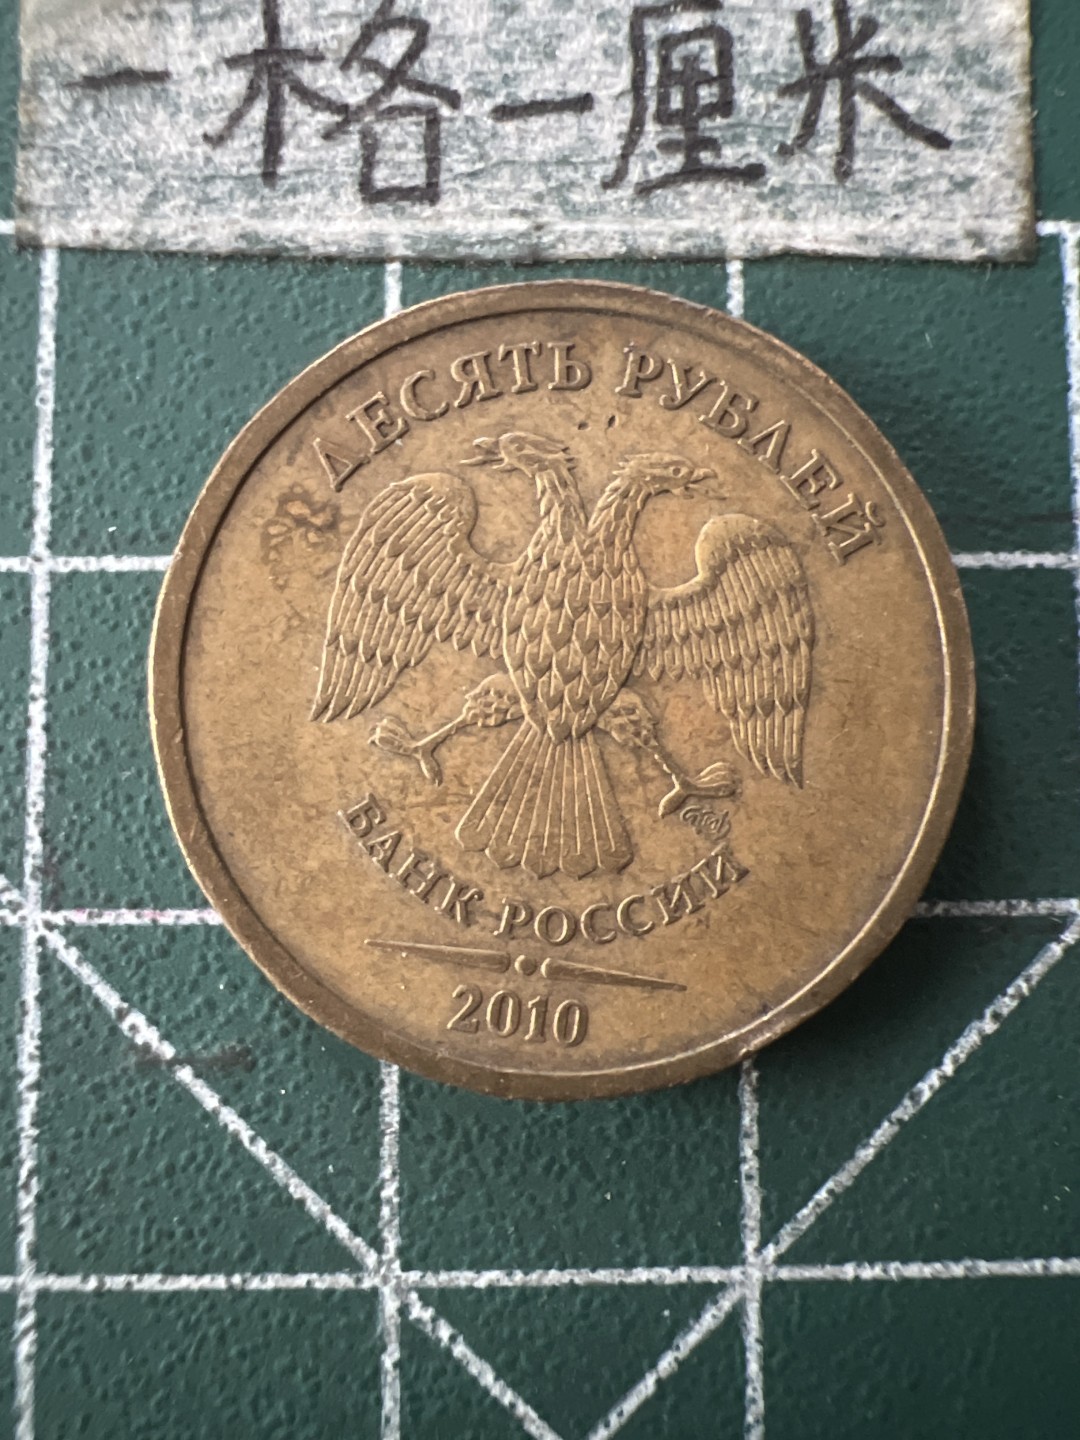 一格一厘米
ДЕСЯТЬ РУБЛЕЙ
БАНК РОССИИ
2010